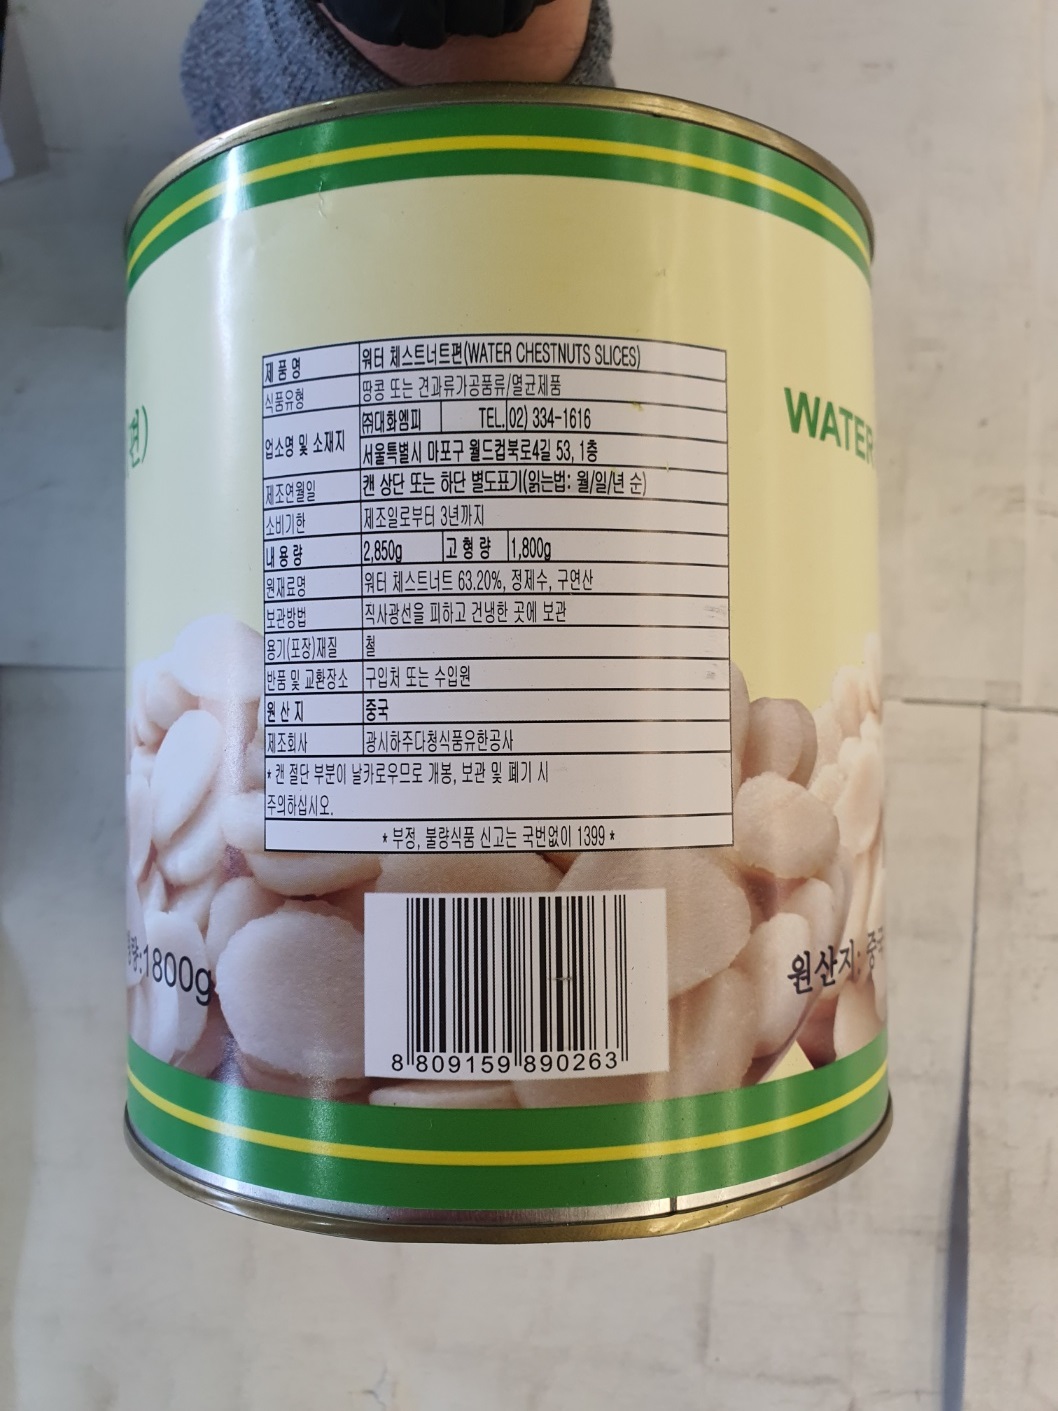 제품명 워터 체스트너트편(WATER CHESTNUTS SLICES)
식품유형 땅콩 또는 견과류가공품류/멸균제품
업소명 및 소재지 ㈜대화엠피 TEL. 02) 334-1616
서울특별시 마포구 월드컵북로4길 53, 1층
제조연월일 캔 상단 또는 하단 별도표기(읽는법: 월/일/년 순)
소비기한 제조일로부터 3년까지
내용량 2,850g 고형량 1,800g
원재료명 워터 체스트너트 63.20%, 정제수, 구연산
보관방법 직사광선을 피하고 건냉한 곳에 보관
용기(포장)재질 철
반품 및 교환장소 구입처 또는 수입원
원산지 중국
제조회사 광시하주다청식품유한공사
* 캔 절단 부분이 날카로우므로 개봉, 보관 및 폐기 시
주의하십시오.
* 부정, 불량식품 신고는 국번없이 1399 *
편)
WATER
:1800g
원산지: 중국
8 809159 890263